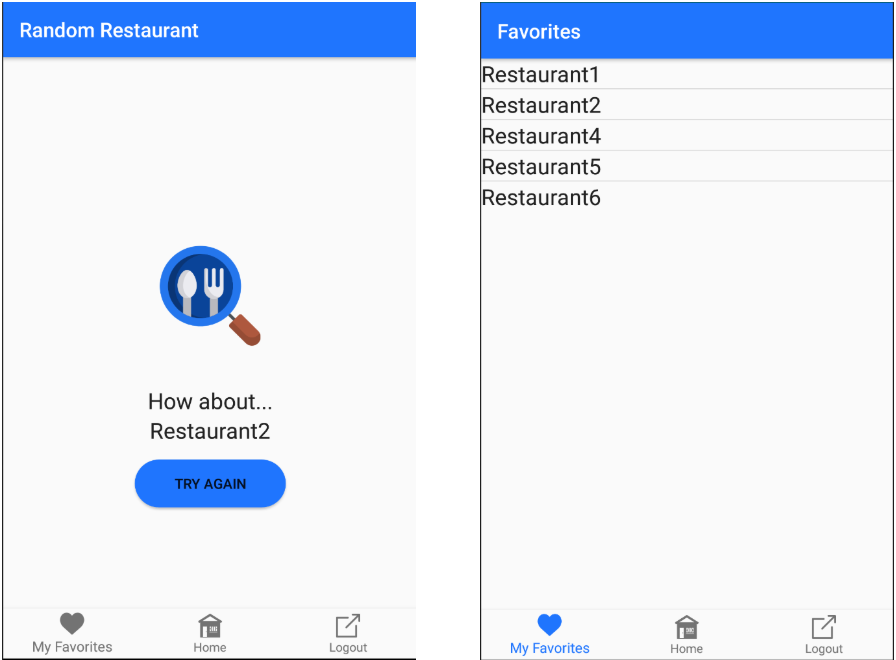 Random Restaurant
How about...
Restaurant2
TRY AGAIN
My Favorites
Home
Logout
Favorites
Restaurant1
Restaurant2
Restaurant4
Restaurant5
Restaurant6
My Favorites
Home
Logout